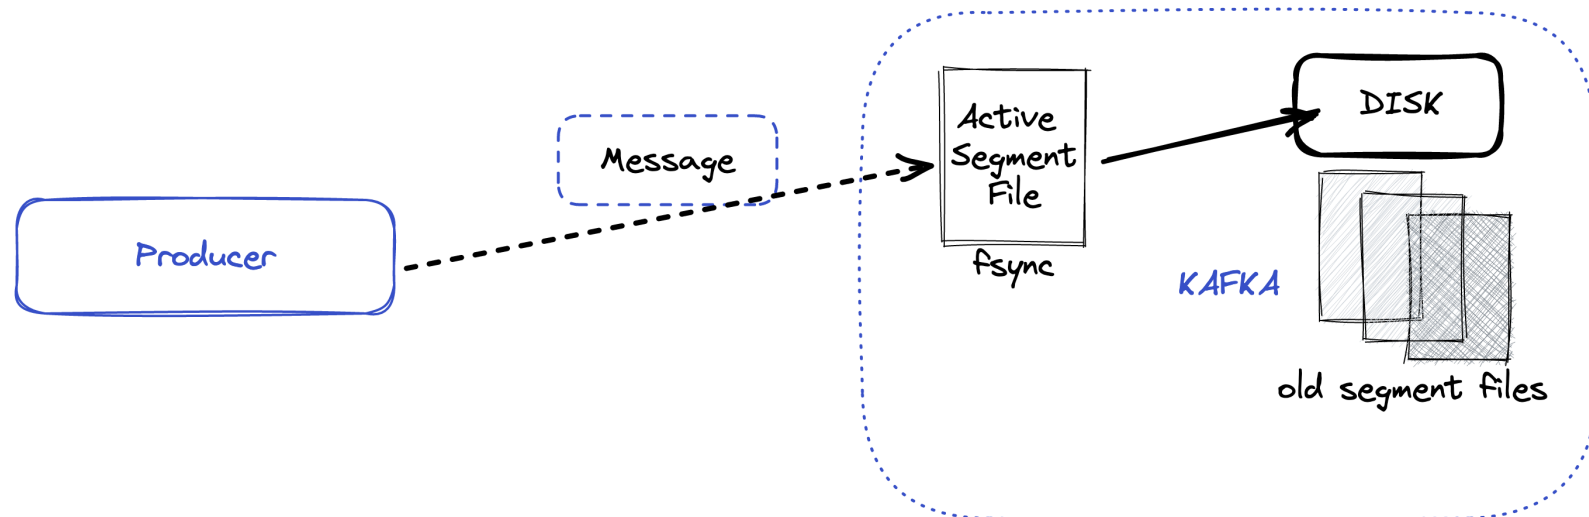 Producer
Message
Active
Segment
File
fsync
DISK
KAFKA
old segment files